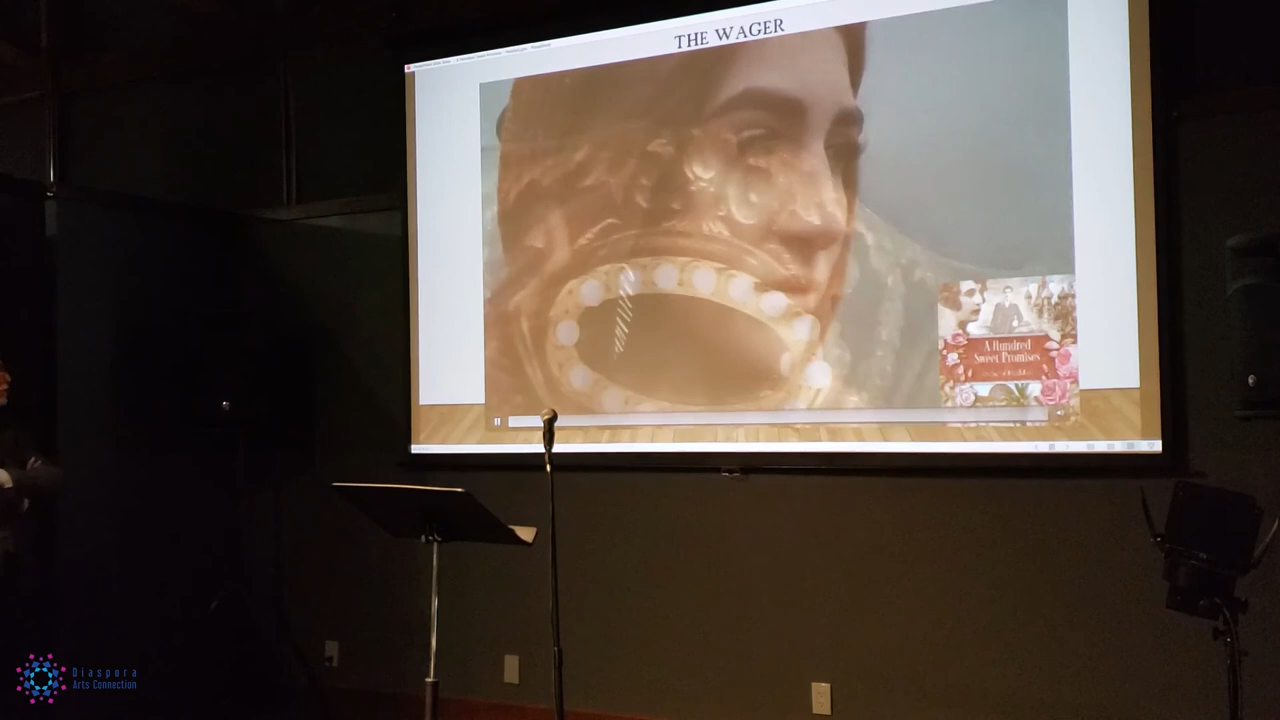 THE WAGER
A Hundred
Sweet Promises
Diaspora
Arts Connection